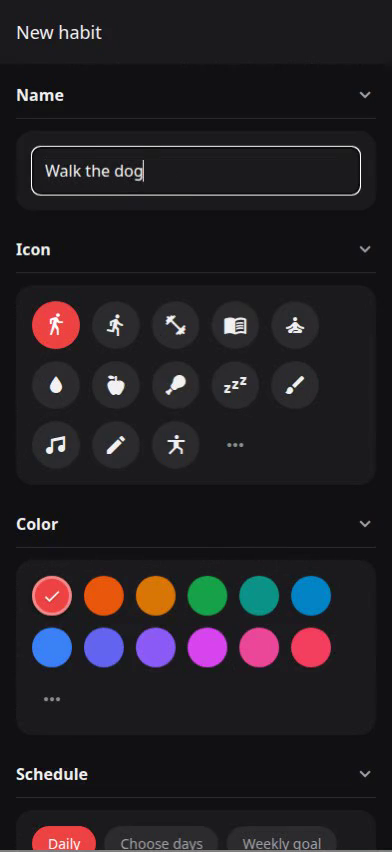 New habit
Name
Walk the dog
Icon
zzz
Color
Schedule
Daily
Choose days
Weekly goal